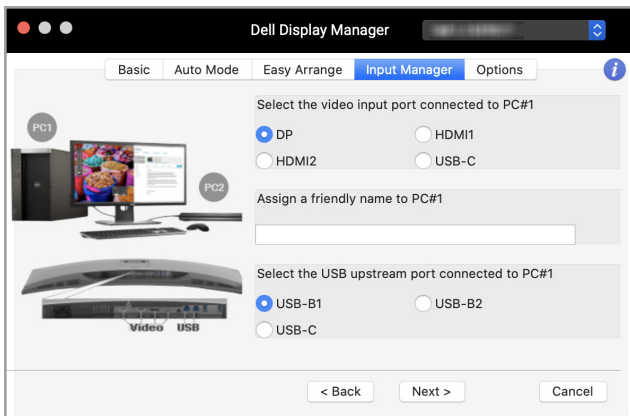 Dell Display Manager
Basic
Auto Mode
Easy Arrange
Input Manager
Options
i
Select the video input port connected to PC#1
DP
HDMI1
HDMI2
USB-C
PC1
PC2
Assign a friendly name to PC#1
Select the USB upstream port connected to PC#1
USB-B1
USB-B2
USB-C
Video USB
< Back
Next >
Cancel